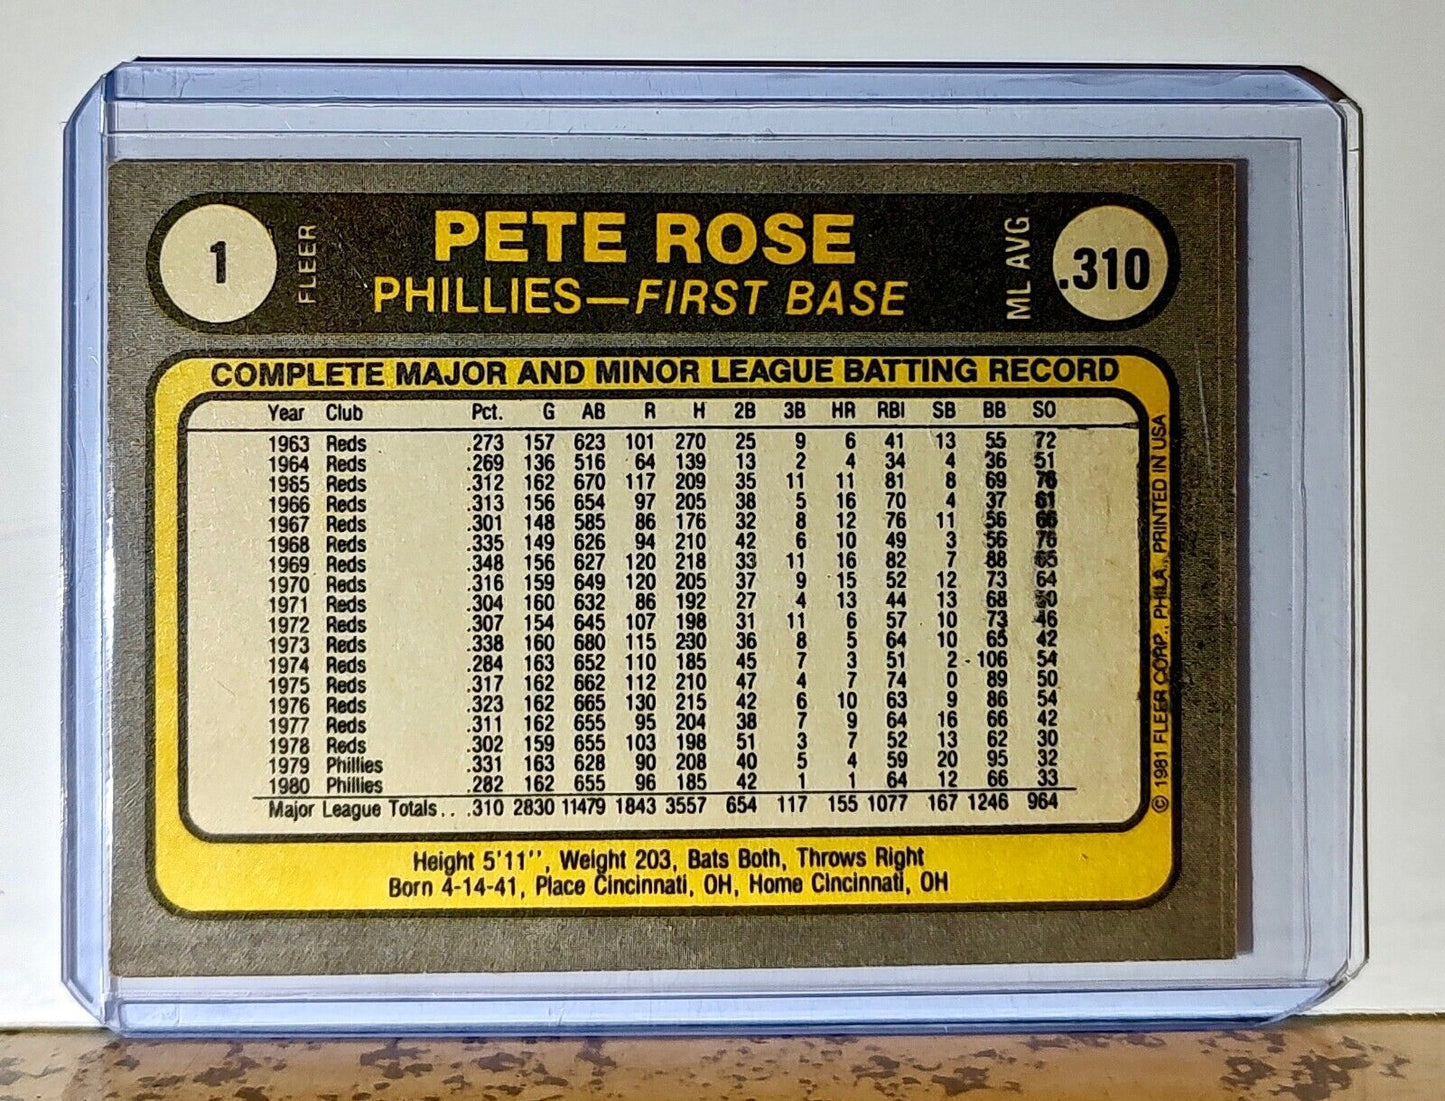 1 FLEER PETE ROSE ML AVG. .310
PHILLIES—FIRST BASE
COMPLETE MAJOR AND MINOR LEAGUE BATTING RECORD
Year Club Pct. G AB R H 2B 3B HR RBI SB BB SO
1963 Reds .273 157 623 101 270 25 9 6 41 13 55 72
1964 Reds .269 136 516 64 139 13 2 4 34 4 36 51
1965 Reds .312 162 670 117 209 35 11 11 81 8 69 76
1966 Reds .313 156 654 97 205 38 5 16 70 4 37 61
1967 Reds .301 148 585 86 176 32 8 12 76 11 56 66
1968 Reds .335 149 626 94 210 42 6 10 49 3 56 76
1969 Reds .348 156 627 120 218 33 11 16 82 7 88 65
1970 Reds .316 159 649 120 205 37 9 15 52 12 73 64
1971 Reds .304 160 632 86 192 27 4 13 44 13 68
1972 Reds .307 154 645 107 198 31 11 6 57 10 73 46
1973 Reds .338 160 680 115 230 36 8 5 64 10 65 42
1974 Reds .284 163 652 110 185 45 7 3 51 2 106 54
1975 Reds .317 162 662 112 210 47 4 7 74 0 89 50
1976 Reds .323 162 665 130 215 42 6 10 63 9 86 54
1977 Reds .311 162 655 95 204 38 7 9 64 16 66 42
1978 Reds .302 159 655 103 198 51 3 7 52 13 62 30
1979 Phillies .331 163 628 90 208 40 5 4 59 20 95 32
1980 Phillies .282 162 655 96 185 42 1 1 64 12 66 33
Major League Totals . . .310 2830 11479 1843 3557 654 117 155 1077 167 1246 964
Height 5'11'', Weight 203, Bats Both, Throws Right
Born 4-14-41, Place Cincinnati, OH, Home Cincinnati, OH
© 1981 FLEER CORP., PHILA., PRINTED IN USA